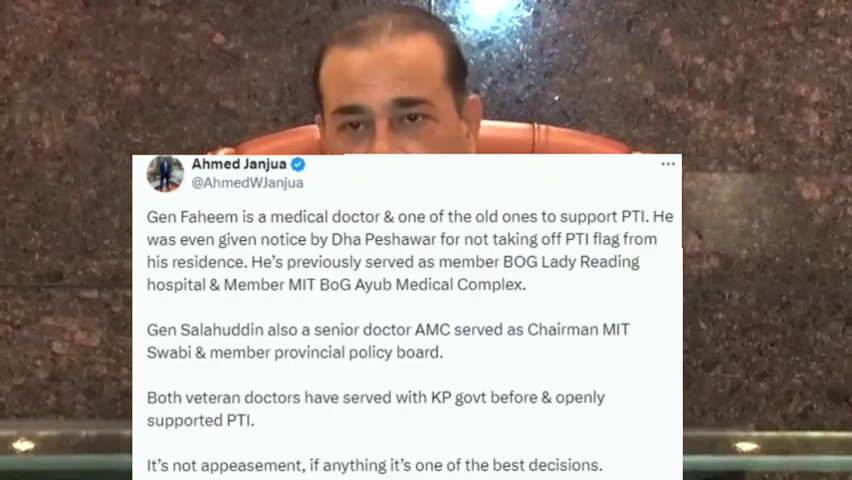 Ahmed Janjua
@AhmedWJanjua
Gen Faheem is a medical doctor & one of the old ones to support PTI. He
was even given notice by Dha Peshawar for not taking off PTI flag from
his residence. He's previously served as member BOG Lady Reading
hospital & Member MIT BoG Ayub Medical Complex.
Gen Salahuddin also a senior doctor AMC served as Chairman MIT
Swabi & member provincial policy board.
Both veteran doctors have served with KP govt before & openly
supported PTI.
It's not appeasement, if anything it's one of the best decisions.